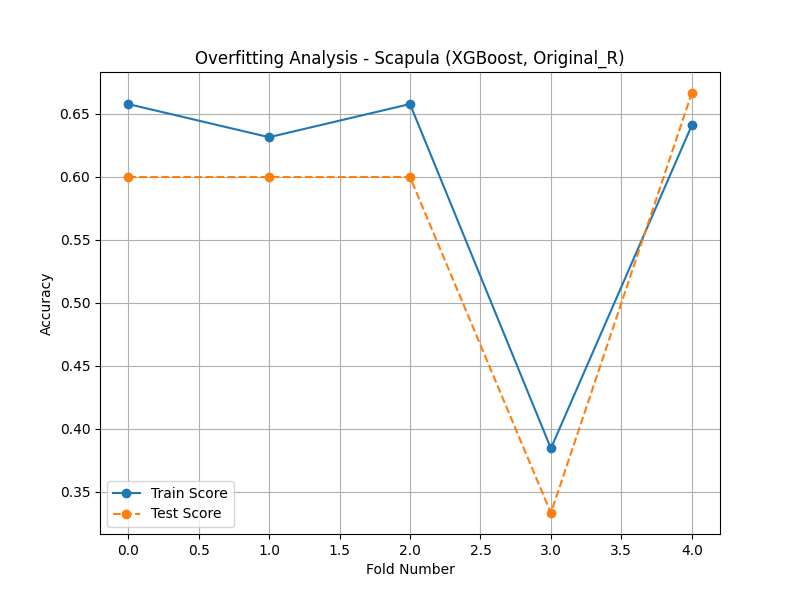 Overfitting Analysis - Scapula (XGBoost, Original_R)
Accuracy
0.65
0.60
0.55
0.50
0.45
0.40
0.35
Train Score
Test Score
0.0 0.5 1.0 1.5 2.0 2.5 3.0 3.5 4.0
Fold Number